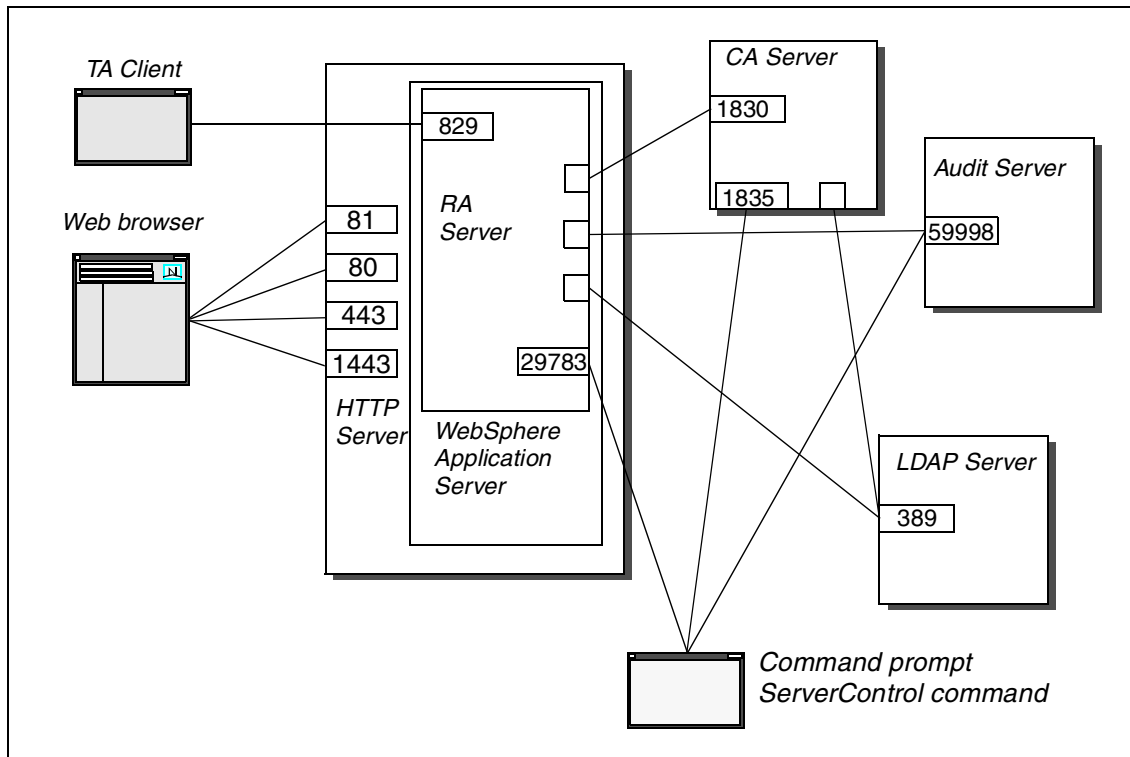 TA Client
CA Server
1830
829
Audit Server
1835
Web browser
RA
Server
81
59998
80
443
1443
29783
HTTP
Server
WebSphere
Application
Server
LDAP Server
389
Command prompt
ServerControl command